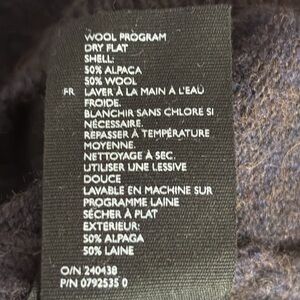 WOOL PROGRAM
DRY FLAT
SHELL:
50% ALPACA
50% WOOL
FR LAVER À LA MAIN À L'EAU
FROIDE.
BLANCHIR SANS CHLORE SI
NÉCESSAIRE.
REPASSER À TEMPÉRATURE
MOYENNE.
NETTOYAGE À SEC.
UTILISER UNE LESSIVE
DOUCE
LAVABLE EN MACHINE SUR
PROGRAMME LAINE
SÉCHER À PLAT
EXTÉRIEUR:
50% ALPAGA
50% LAINE
O/N 240438
P/N 0792535 0